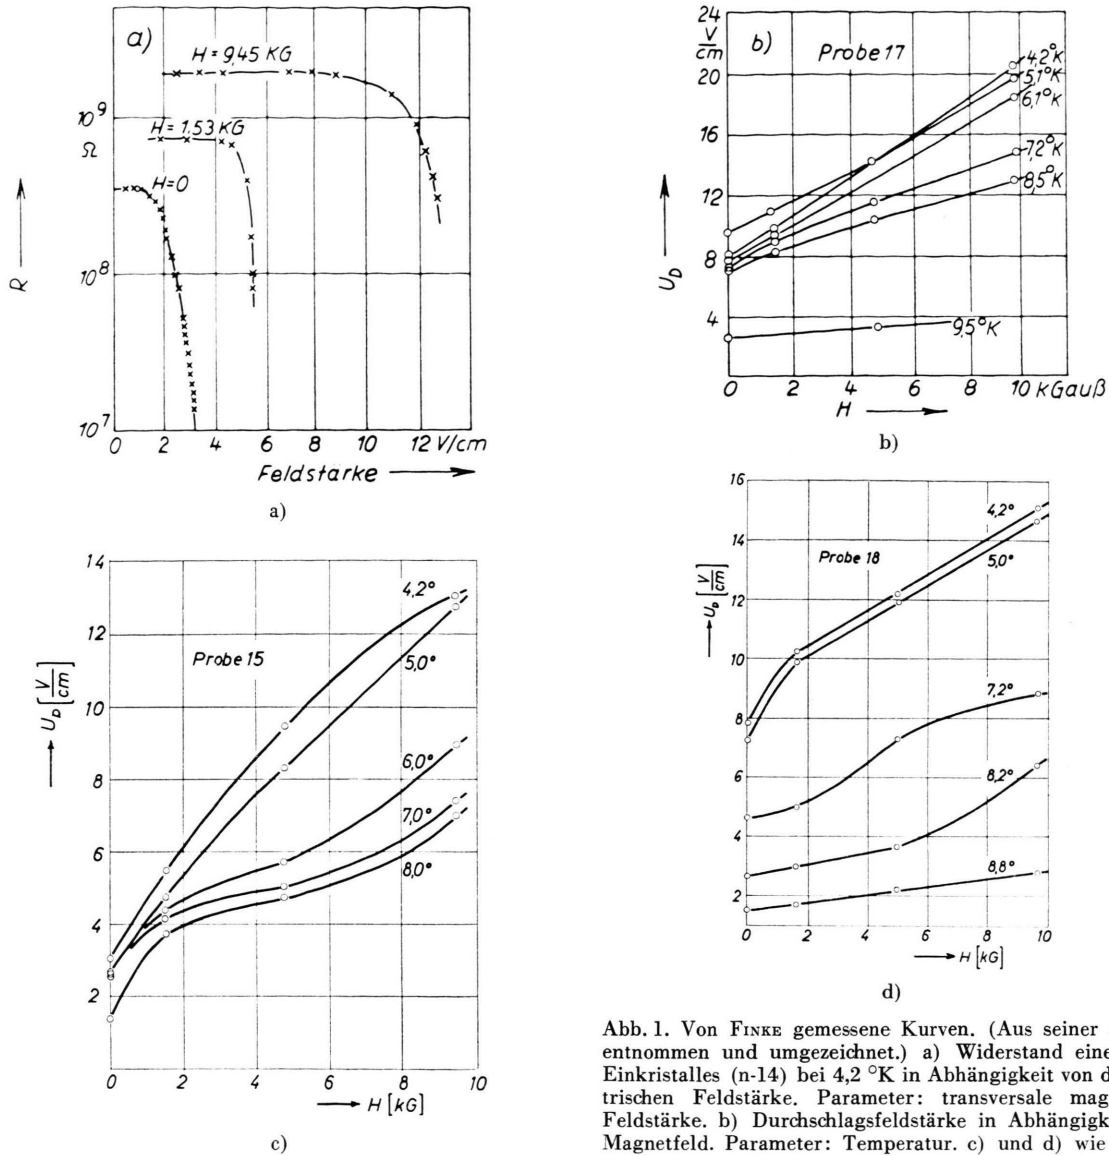 a)
H = 9,45 KG
10⁹
Ω
H = 1,53 KG
H = 0
R
10⁸
10⁷
0 2 4 6 8 10 12 V/cm
Feldstärke
a)
24
V/cm
b) Probe 17
20
16
12
8
4
0
U_D
4,2°K
5,1°K
6,1°K
7,2°K
8,5°K
9,5°K
0 2 4 6 8 10 kGauß
H
b)
14
12
10
8
6
4
2
0
U_D [V/cm]
Probe 15
4,2°
5,0°
6,0°
7,0°
8,0°
0 2 4 6 8 10
H [kG]
c)
16
14
12
10
8
6
4
2
U_D [V/cm]
Probe 18
4,2°
5,0°
7,2°
8,2°
8,8°
0 2 4 6 8 10
H [kG]
d)
Abb. 1. Von FINKE gemessene Kurven. (Aus seiner
entnommen und umgezeichnet.) a) Widerstand eine
Einkristalles (n-14) bei 4,2 °K in Abhängigkeit von d
trischen Feldstärke. Parameter: transversale mag
Feldstärke. b) Durchschlagsfeldstärke in Abhängigk
Magnetfeld. Parameter: Temperatur. c) und d) wie